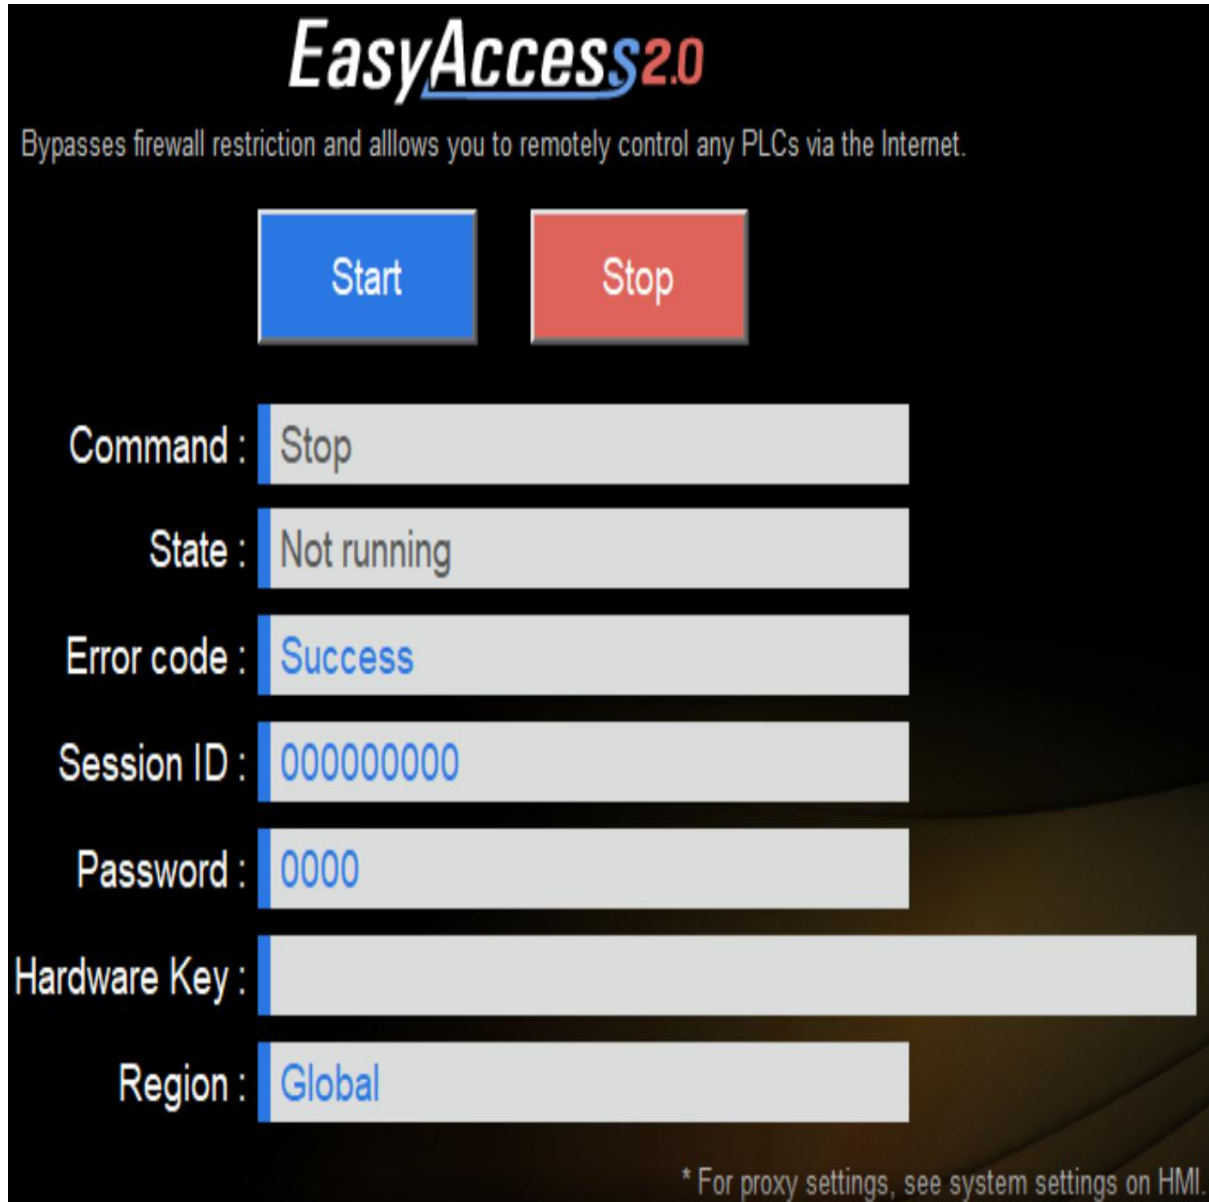 EasyAccess2.0
Bypasses firewall restriction and alllows you to remotely control any PLCs via the Internet.
Start Stop
Command : Stop
State : Not running
Error code : Success
Session ID : 000000000
Password : 0000
Hardware Key :
Region : Global
* For proxy settings, see system settings on HMI.